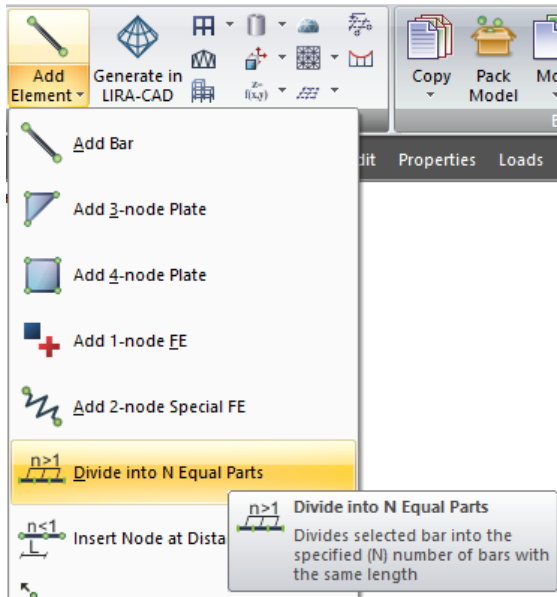 Add
Element
Generate in
LIRA-CAD
z=
f(x,y)
Copy
Pack
Model
Add Bar
dit Properties Loads
Add 3-node Plate
Add 4-node Plate
Add 1-node FE
Add 2-node Special FE
n>1
Divide into N Equal Parts
n<1
L
Insert Node at Dista
n>1
Divide into N Equal Parts
Divides selected bar into the
specified (N) number of bars with
the same length